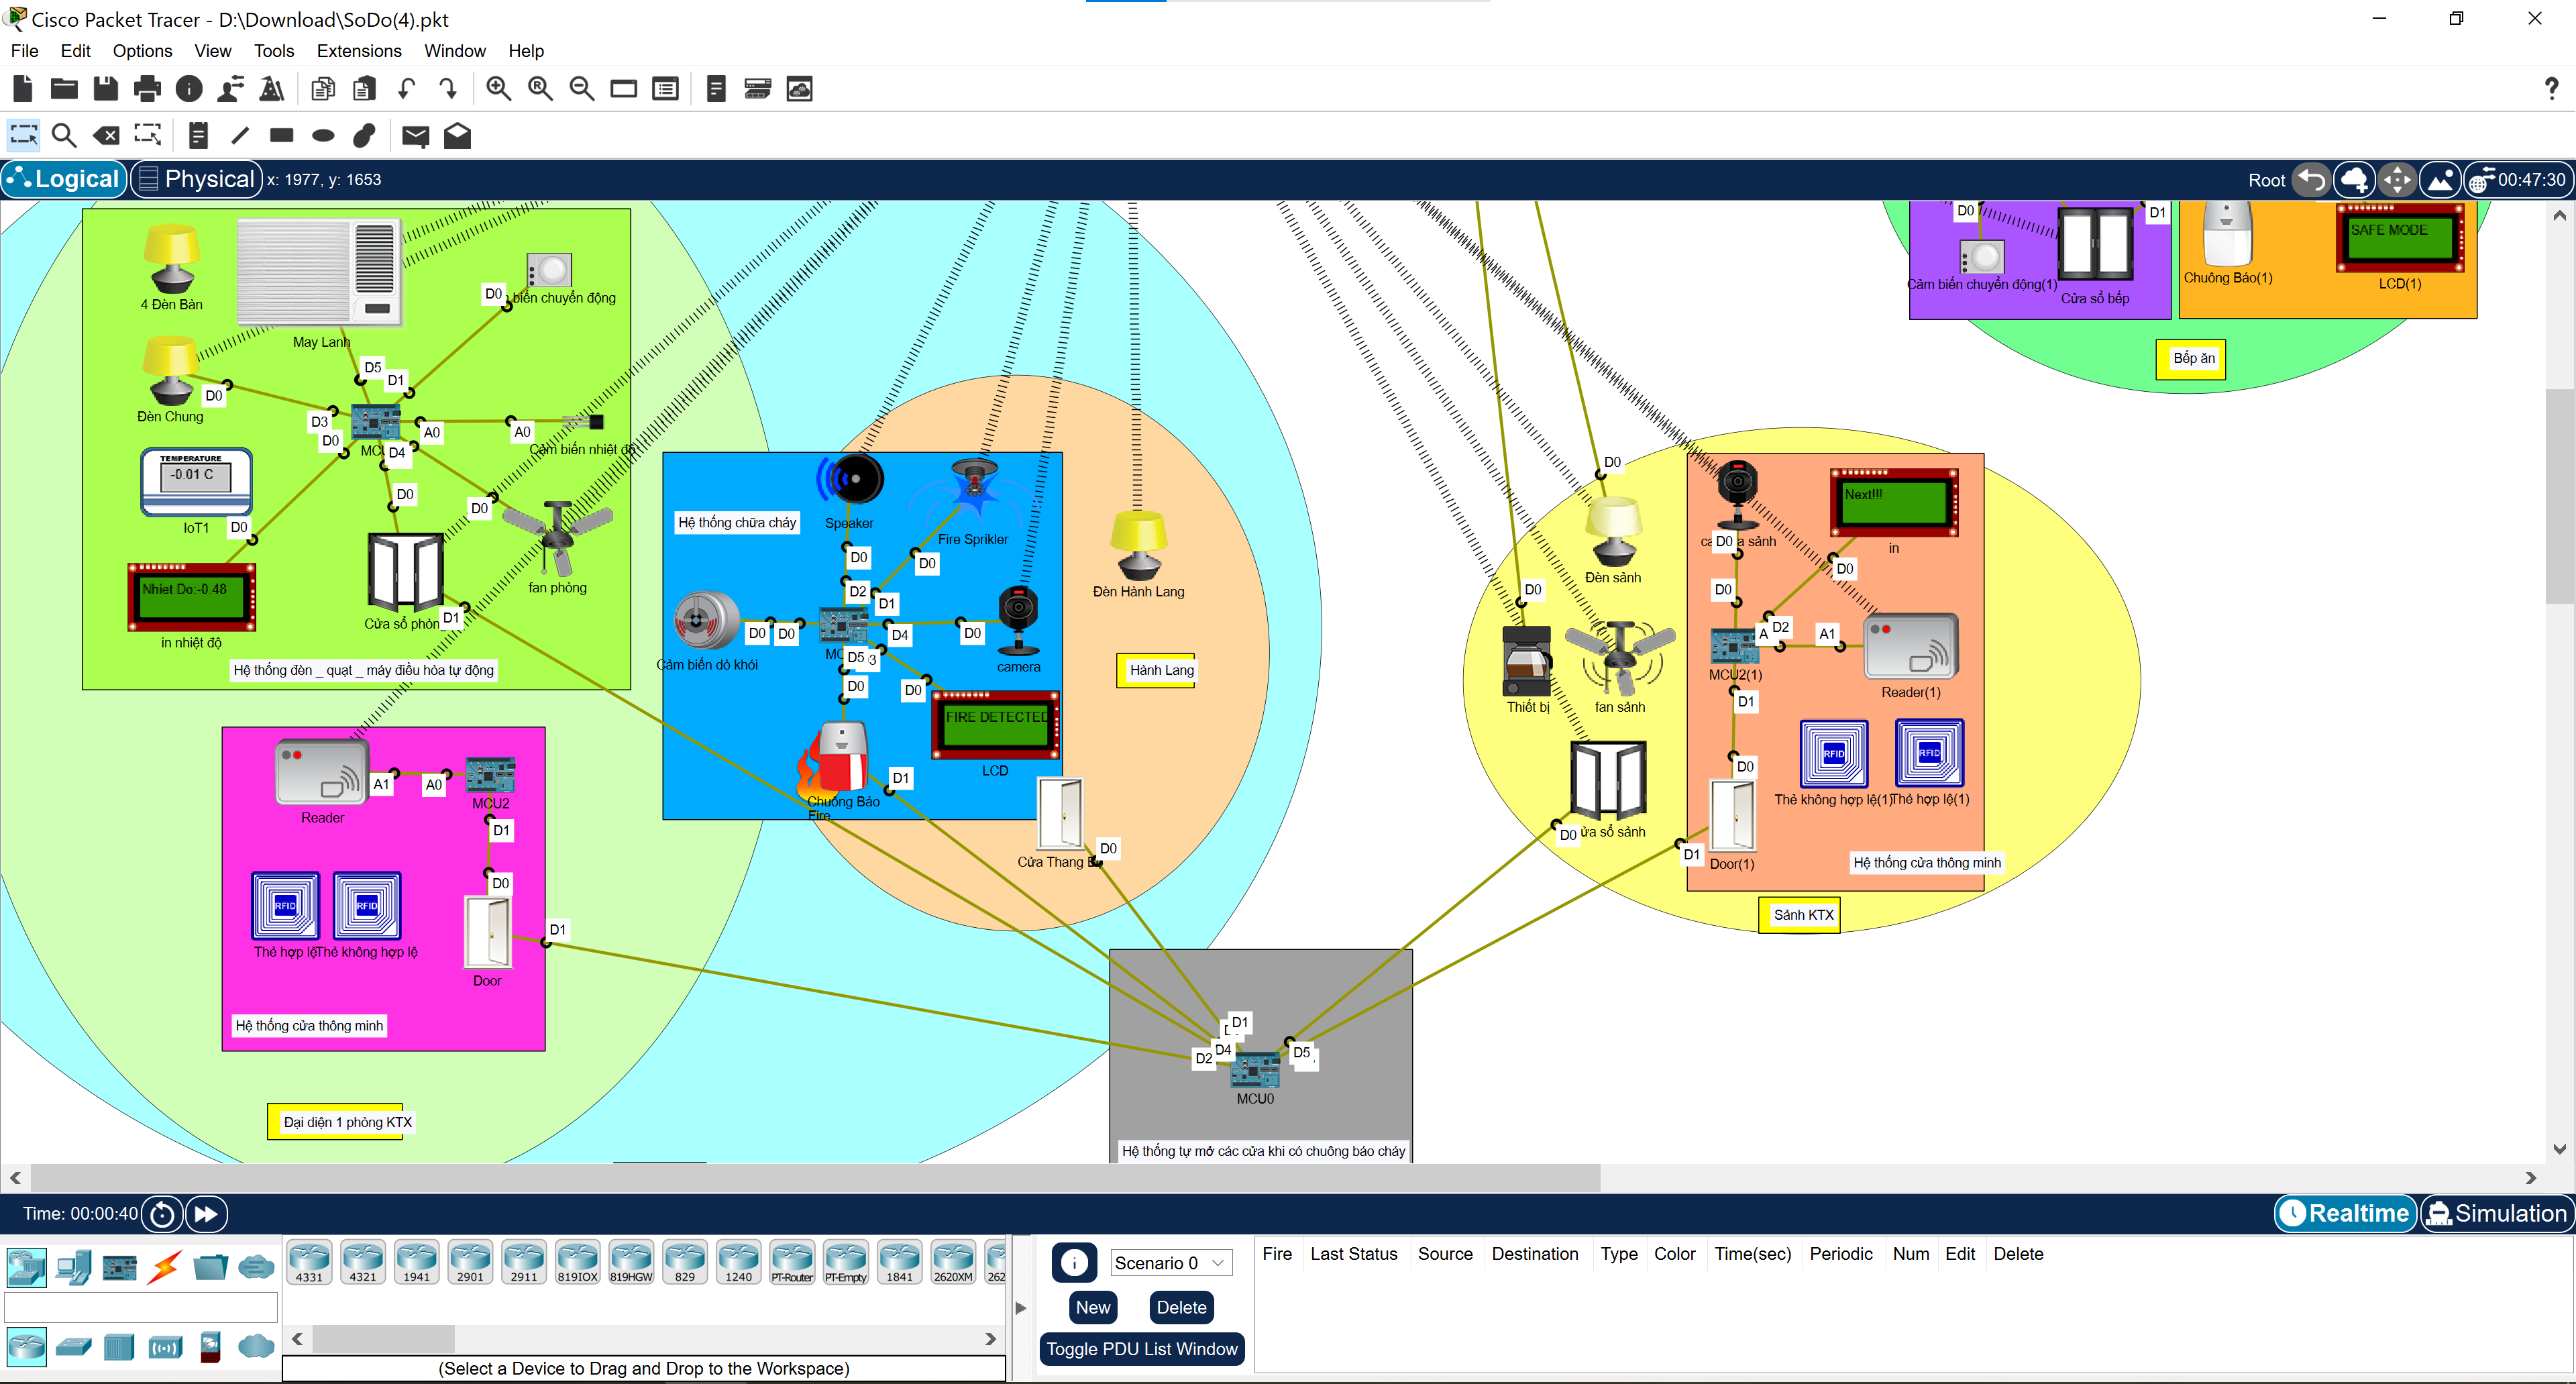 Cisco Packet Tracer - D:\Download\SoDo(4).pkt
File Edit Options View Tools Extensions Window Help
Logical Physical x: 1977, y: 1653
Root 00:47:30
4 Đèn Bàn
May Lanh
D0
biến chuyển động
D5
D1
D0
Đèn Chung
D3
D0
A0
A0
D4
Cảm biến nhiệt độ
TEMPERATURE
-0.01 C
IoT1
D0
D0
D0
Nhiet Do:-0.48
in nhiệt độ
Cửa sổ phòn
D1
fan phòng
Hệ thống đèn _ quạt _ máy điều hòa tự động
Reader
A1
A0
MCU2
D1
D0
RFID
RFID
Thẻ hợp lệ
Thẻ không hợp lệ
Door
D1
Hệ thống cửa thông minh
Đại diện 1 phòng KTX
Hệ thống chữa cháy
Speaker
Fire Sprikler
D0
D0
D2
D1
D0
D0
D4
D0
Cảm biến dò khói
D5
camera
D0
D0
FIRE DETECTED
LCD
Chuông Báo
Fire
D1
Cửa Thang B
D0
Đèn Hành Lang
Hành Lang
D1
D4
D2
D5
MCU0
Hệ thống tự mở các cửa khi có chuông báo cháy
D0
Cảm biến chuyển động(1)
Cửa sổ bếp
D1
Chuông Báo(1)
SAFE MODE
LCD(1)
Bếp ăn
D0
Đèn sảnh
D0
Thiết bị
fan sảnh
D0
ửa sổ sảnh
D0
a sảnh
Next!!!
in
D0
D0
D2
A1
MCU2(1)
Reader(1)
D1
D0
RFID
RFID
Thẻ không hợp lệ(1)
Thẻ hợp lệ(1)
D1
Door(1)
Hệ thống cửa thông minh
Sảnh KTX
Time: 00:00:40
Realtime Simulation
4331 4321 1941 2901 2911 819IOX 819HGW 829 1240 PT-Router PT-Empty 1841 2620XM 262
(Select a Device to Drag and Drop to the Workspace)
Scenario 0
New Delete
Toggle PDU List Window
Fire Last Status Source Destination Type Color Time(sec) Periodic Num Edit Delete